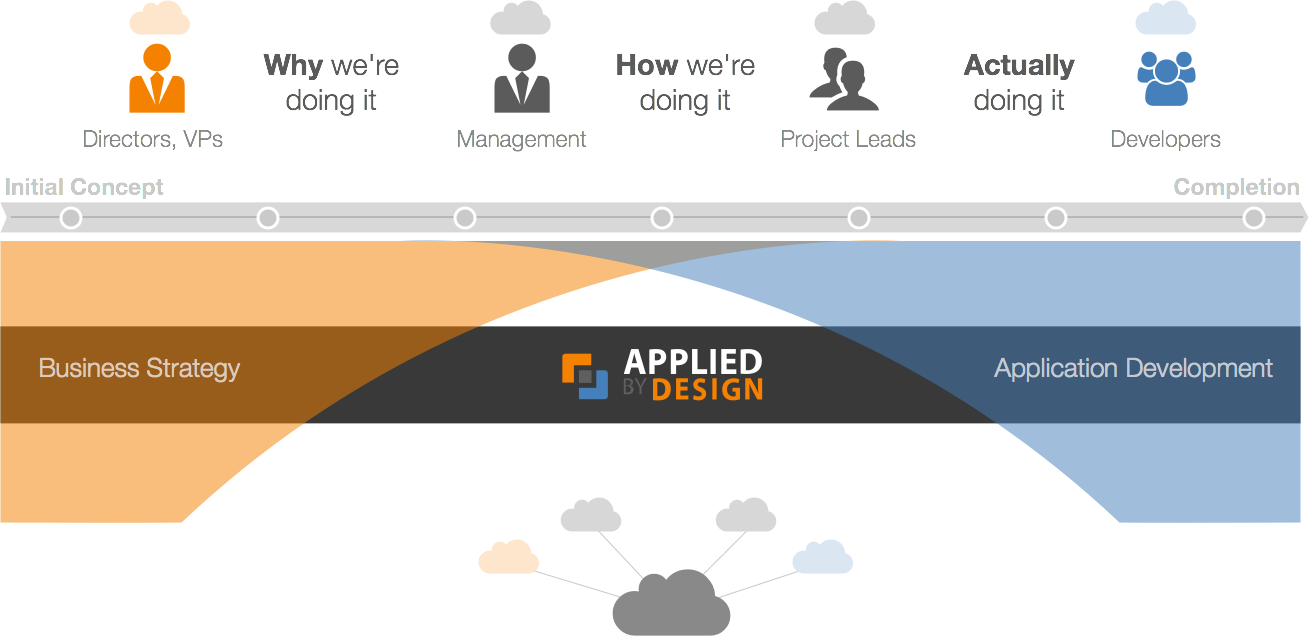 Why we're
doing it
How we're
doing it
Actually
doing it
Directors, VPs
Management
Project Leads
Developers
Initial Concept
Completion
Business Strategy
APPLIED
BY DESIGN
Application Development